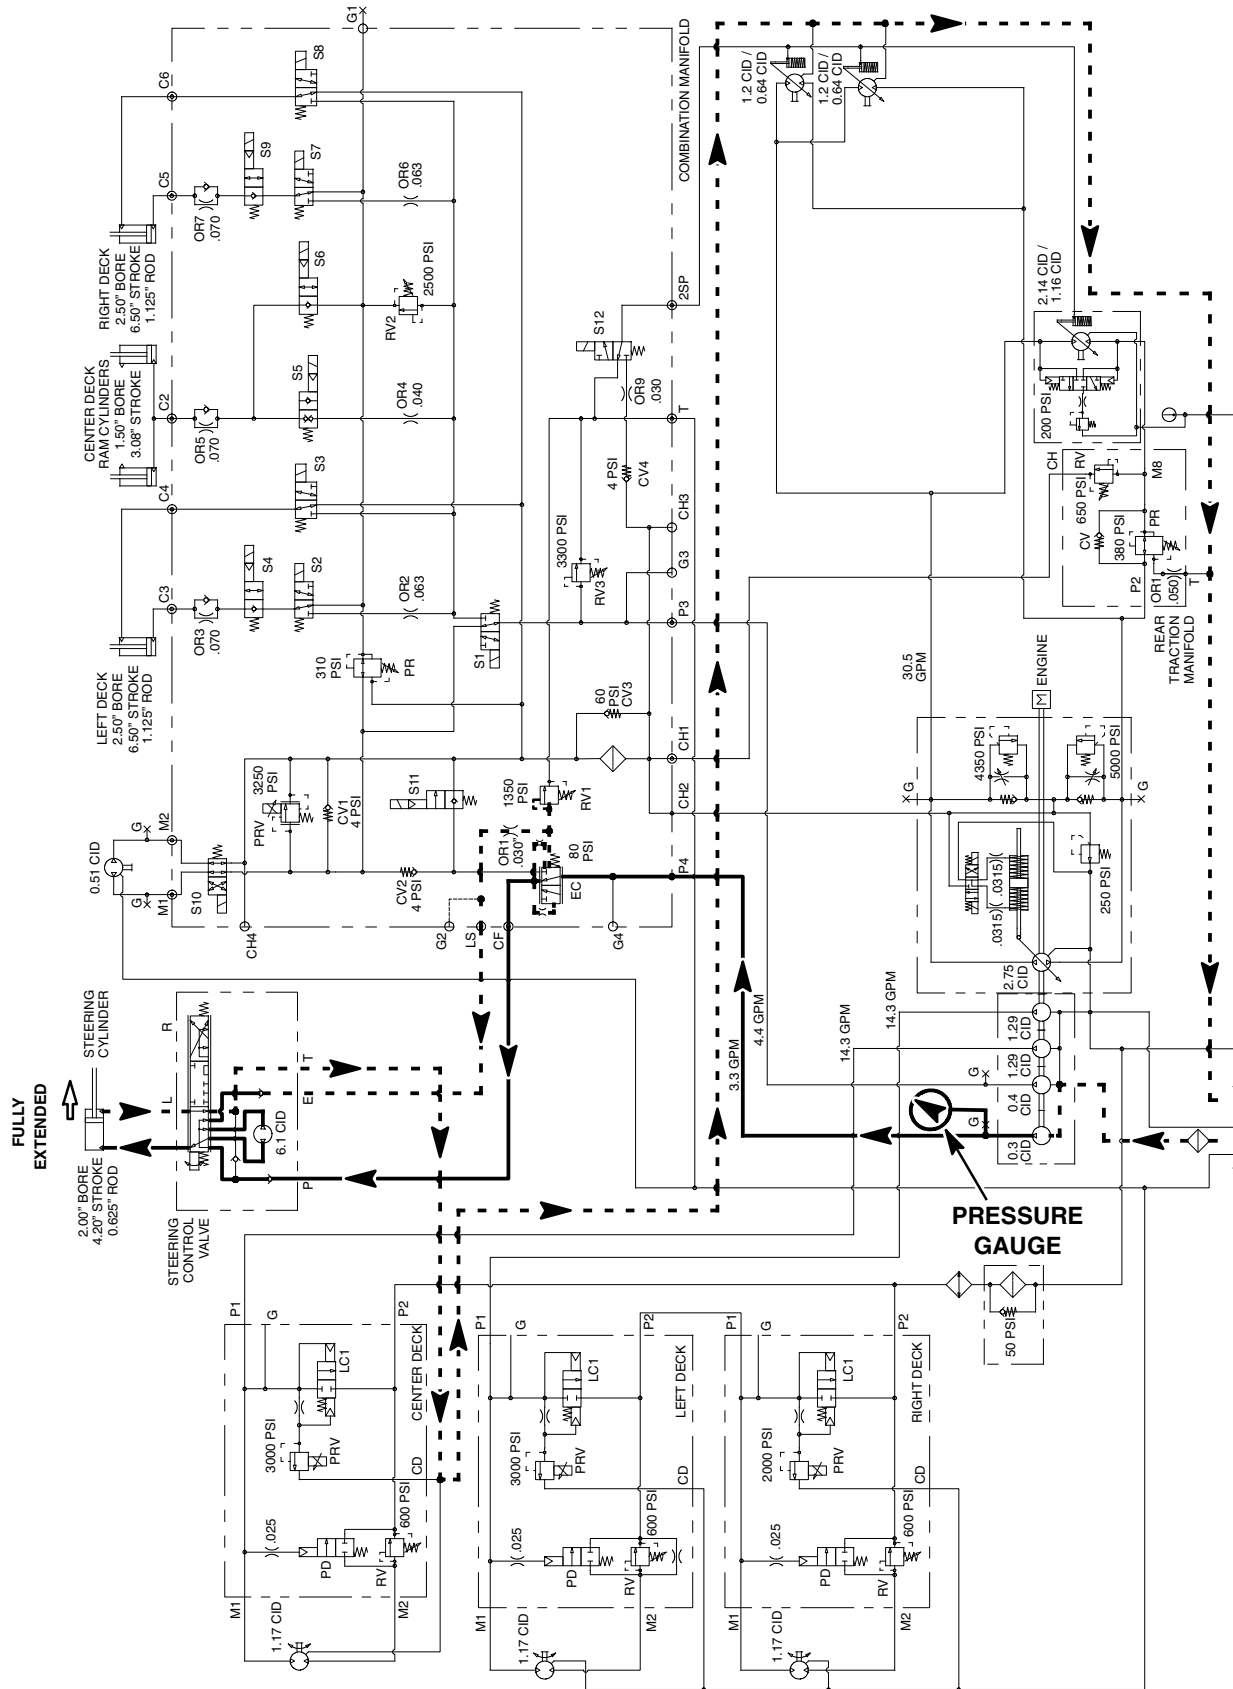 G1
S8
C6
COMBINATION MANIFOLD
1.2 CID /
0.64 CID
1.2 CID /
0.64 CID
S9
S7
C5
OR7
.070
OR6
.063
RIGHT DECK
2.50" BORE
6.50" STROKE
1.125" ROD
S6
RV2
2500 PSI
2SP
S12
2.14 CID /
1.16 CID
CENTER DECK
RAM CYLINDERS
1.50" BORE
3.08" STROKE
C2
OR5
.070
S5
OR4
.040
OR9
.030
T
200 PSI
C4
S3
4 PSI
CV4
CH3
CH
650 PSI
RV
M8
3300 PSI
RV3
G3
CV
380 PSI
PR
LEFT DECK
2.50" BORE
6.50" STROKE
1.125" ROD
C3
OR3
.070
S4
S2
OR2
.063
S1
P3
P2
OR1
(.050)
T
REAR
TRACTION
MANIFOLD
310
PSI
PR
60
PSI
CV3
CH1
30.5
GPM
ENGINE
M
3250
PSI
PRV
CV1
4 PSI
S11
1350
PSI
RV1
CH2
4350 PSI
5000 PSI
G
G
0.51 CID
G
M2
G
M1
S10
CV2
4 PSI
OR1
.030"
80
PSI
EC
P4
.0315
.0315
250 PSI
CH4
G2
LS
CF
G4
2.75
CID
FULLY
EXTENDED
STEERING
CYLINDER
2.00" BORE
4.20" STROKE
0.625" ROD
R
L
T
E
P
6.1 CID
STEERING
CONTROL
VALVE
3.3 GPM
4.4 GPM
14.3 GPM
14.3 GPM
1.29
CID
1.29
CID
0.4
CID
0.3
CID
G
G
PRESSURE
GAUGE
50 PSI
P1
G
P2
LC1
CENTER DECK
3000 PSI
PRV
CD
.025
PD
600 PSI
RV
M1
M2
1.17 CID
P1
G
P2
LC1
LEFT DECK
3000 PSI
PRV
CD
.025
PD
600 PSI
RV
M1
M2
1.17 CID
P1
G
P2
LC1
RIGHT DECK
2000 PSI
PRV
CD
.025
PD
600 PSI
RV
M1
M2
1.17 CID